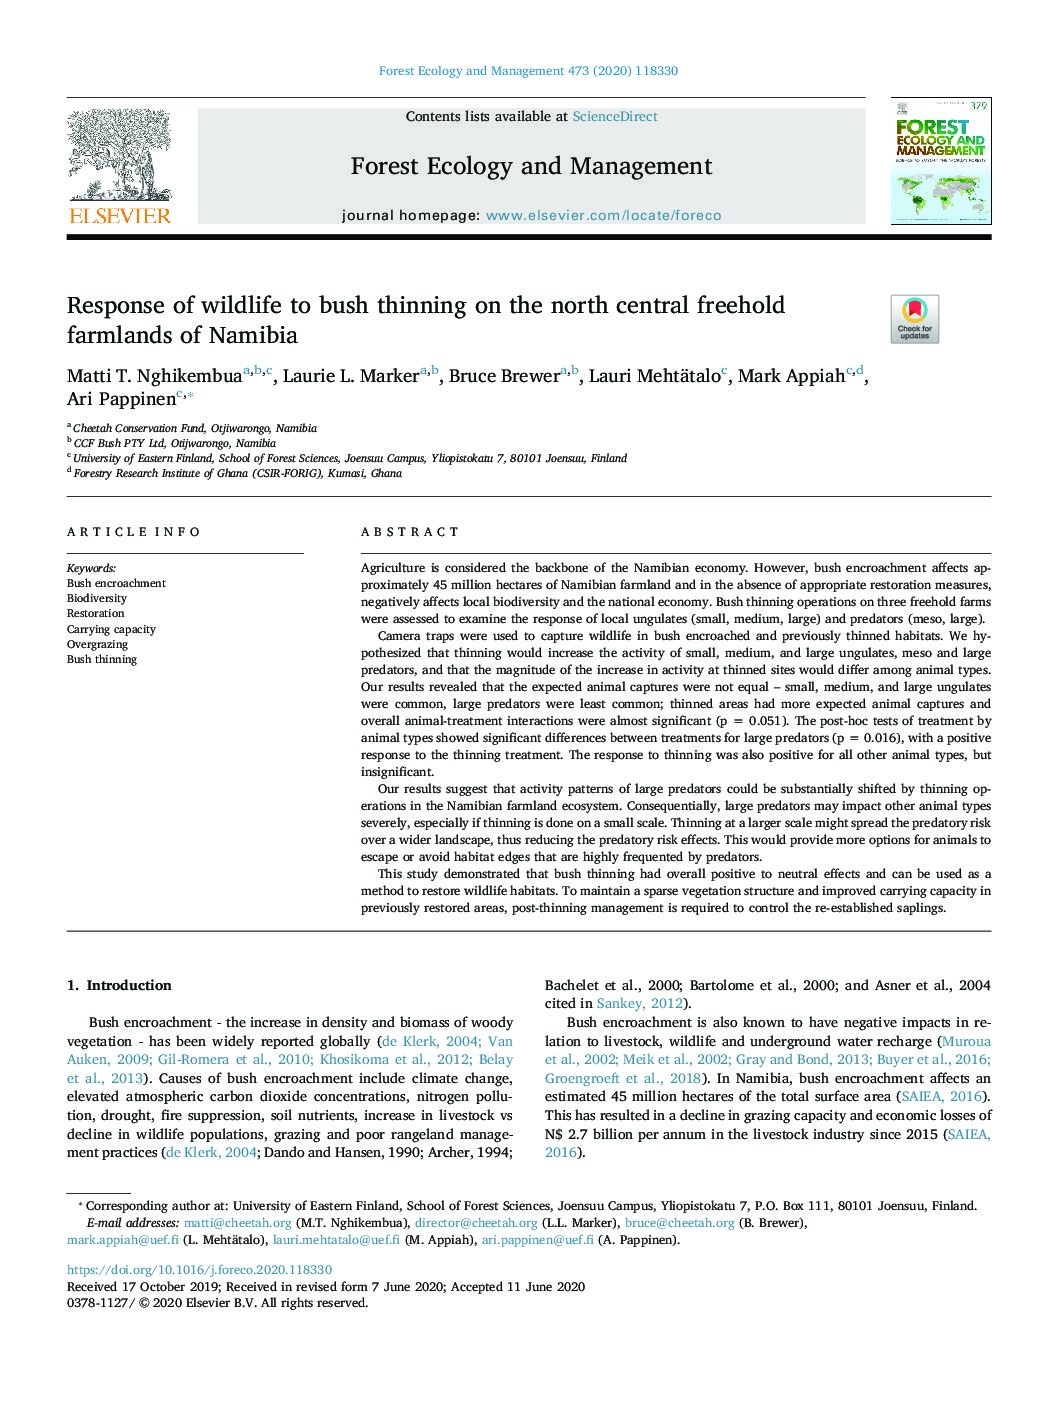 Forest Ecology and Management 473 (2020) 118330
Contents lists available at ScienceDirect
Forest Ecology and Management
journal homepage: www.elsevier.com/locate/foreco
ELSEVIER
379
FOREST
ECOLOGY AND
MANAGEMENT
SCIENCE TO SUSTAIN THE WORLD'S FORESTS
Response of wildlife to bush thinning on the north central freehold
farmlands of Namibia
Check for
updates
Matti T. Nghikembua a,b,c, Laurie L. Marker a,b, Bruce Brewer a,b, Lauri Mehtätalo c, Mark Appiah c,d,
Ari Pappinen c,*
a Cheetah Conservation Fund, Otjiwarongo, Namibia
b CCF Bush PTY Ltd, Otijwarongo, Namibia
c University of Eastern Finland, School of Forest Sciences, Joensuu Campus, Yliopistokatu 7, 80101 Joensuu, Finland
d Forestry Research Institute of Ghana (CSIR-FORIG), Kumasi, Ghana
ARTICLE INFO
Keywords:
Bush encroachment
Biodiversity
Restoration
Carrying capacity
Overgrazing
Bush thinning
ABSTRACT
Agriculture is considered the backbone of the Namibian economy. However, bush encroachment affects ap-
proximately 45 million hectares of Namibian farmland and in the absence of appropriate restoration measures,
negatively affects local biodiversity and the national economy. Bush thinning operations on three freehold farms
were assessed to examine the response of local ungulates (small, medium, large) and predators (meso, large).
Camera traps were used to capture wildlife in bush encroached and previously thinned habitats. We hy-
pothesized that thinning would increase the activity of small, medium, and large ungulates, meso and large
predators, and that the magnitude of the increase in activity at thinned sites would differ among animal types.
Our results revealed that the expected animal captures were not equal – small, medium, and large ungulates
were common, large predators were least common; thinned areas had more expected animal captures and
overall animal-treatment interactions were almost significant (p = 0.051). The post-hoc tests of treatment by
animal types showed significant differences between treatments for large predators (p = 0.016), with a positive
response to the thinning treatment. The response to thinning was also positive for all other animal types, but
insignificant.
Our results suggest that activity patterns of large predators could be substantially shifted by thinning op-
erations in the Namibian farmland ecosystem. Consequentially, large predators may impact other animal types
severely, especially if thinning is done on a small scale. Thinning at a larger scale might spread the predatory risk
over a wider landscape, thus reducing the predatory risk effects. This would provide more options for animals to
escape or avoid habitat edges that are highly frequented by predators.
This study demonstrated that bush thinning had overall positive to neutral effects and can be used as a
method to restore wildlife habitats. To maintain a sparse vegetation structure and improved carrying capacity in
previously restored areas, post-thinning management is required to control the re-established saplings.
1. Introduction
Bush encroachment - the increase in density and biomass of woody
vegetation - has been widely reported globally (de Klerk, 2004; Van
Auken, 2009; Gil-Romera et al., 2010; Khosikoma et al., 2012; Belay
et al., 2013). Causes of bush encroachment include climate change,
elevated atmospheric carbon dioxide concentrations, nitrogen pollu-
tion, drought, fire suppression, soil nutrients, increase in livestock vs
decline in wildlife populations, grazing and poor rangeland manage-
ment practices (de Klerk, 2004; Dando and Hansen, 1990; Archer, 1994;
Bachelet et al., 2000; Bartolome et al., 2000; and Asner et al., 2004
cited in Sankey, 2012).
Bush encroachment is also known to have negative impacts in re-
lation to livestock, wildlife and underground water recharge (Muroua
et al., 2002; Meik et al., 2002; Gray and Bond, 2013; Buyer et al., 2016;
Groengroeft et al., 2018). In Namibia, bush encroachment affects an
estimated 45 million hectares of the total surface area (SAIEA, 2016).
This has resulted in a decline in grazing capacity and economic losses of
N$ 2.7 billion per annum in the livestock industry since 2015 (SAIEA,
2016).
* Corresponding author at: University of Eastern Finland, School of Forest Sciences, Joensuu Campus, Yliopistokatu 7, P.O. Box 111, 80101 Joensuu, Finland.
E-mail addresses: matti@cheetah.org (M.T. Nghikembua), director@cheetah.org (L.L. Marker), bruce@cheetah.org (B. Brewer),
mark.appiah@uef.fi (L. Mehtätalo), lauri.mehtatalo@uef.fi (M. Appiah), ari.pappinen@uef.fi (A. Pappinen).
https://doi.org/10.1016/j.foreco.2020.118330
Received 17 October 2019; Received in revised form 7 June 2020; Accepted 11 June 2020
0378-1127/ © 2020 Elsevier B.V. All rights reserved.